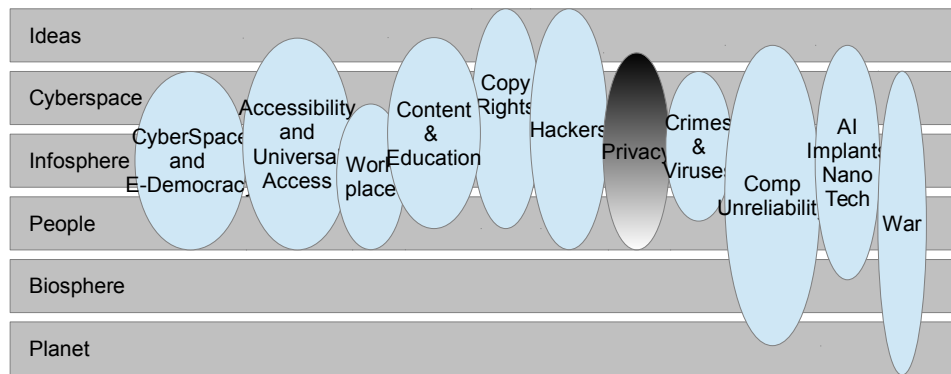 Ideas
Cyberspace
Infosphere
People
Biosphere
Planet
CyberSpace
and
E-Democracy
Accessibility
and
Universal
Access
Work
place
Content
&
Education
Copy
Rights
Hackers
Privacy
Crimes
&
Viruses
Comp
Unreliability
AI
Implants
Nano
Tech
War